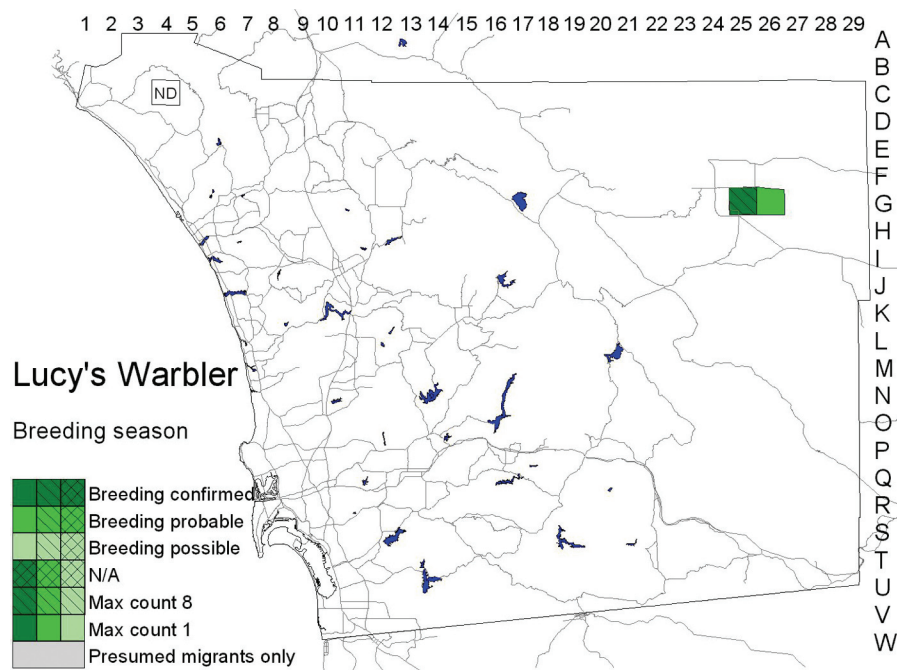 1 2 3 4 5 6 7 8 9 10 11 12 13 14 15 16 17 18 19 20 21 22 23 24 25 26 27 28 29
A
B
C
D
E
F
G
H
I
J
K
L
M
N
O
P
Q
R
S
T
U
V
W
ND
Lucy's Warbler
Breeding season
Breeding confirmed
Breeding probable
Breeding possible
N/A
Max count 8
Max count 1
Presumed migrants only